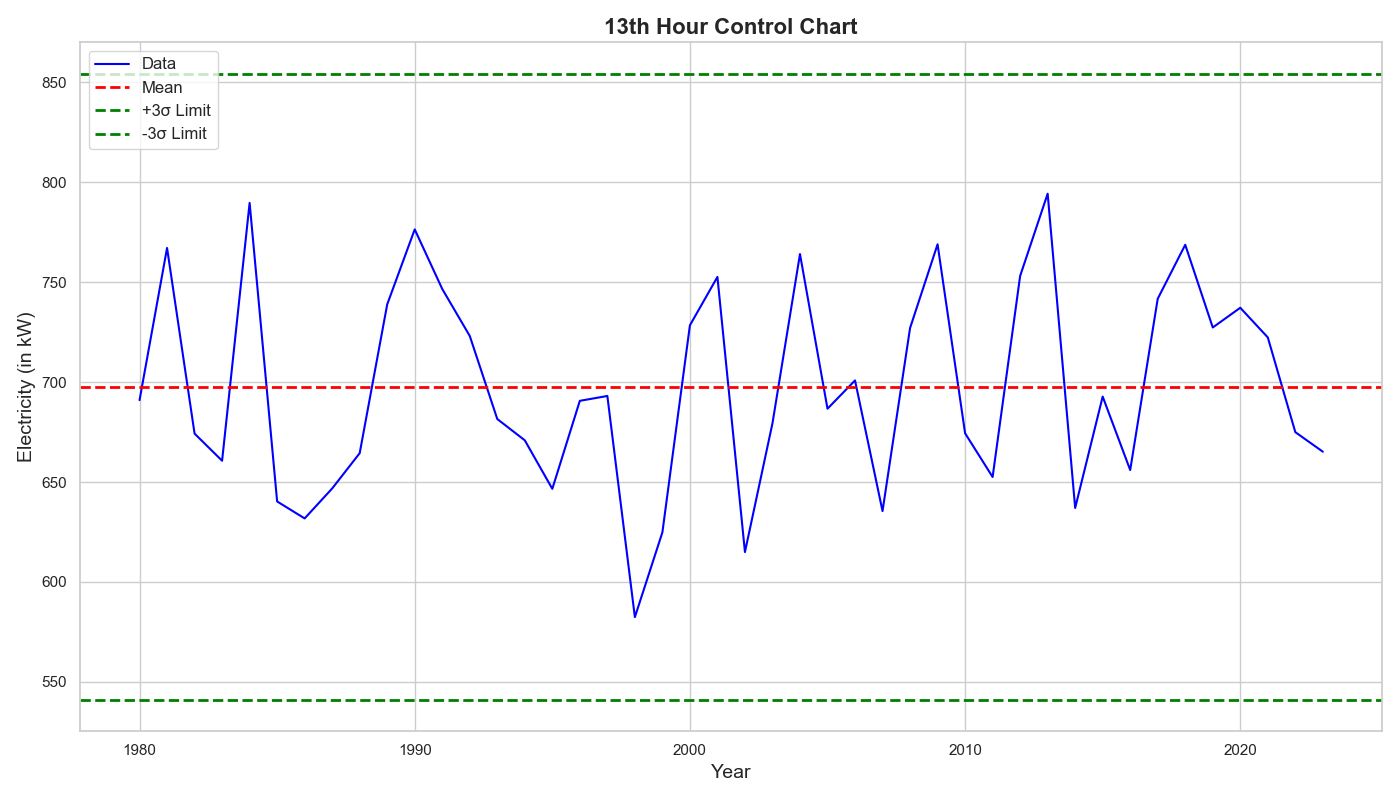 13th Hour Control Chart
Data
Mean
+3σ Limit
-3σ Limit
Electricity (in kW)
850
800
750
700
650
600
550
1980
1990
2000
2010
2020
Year